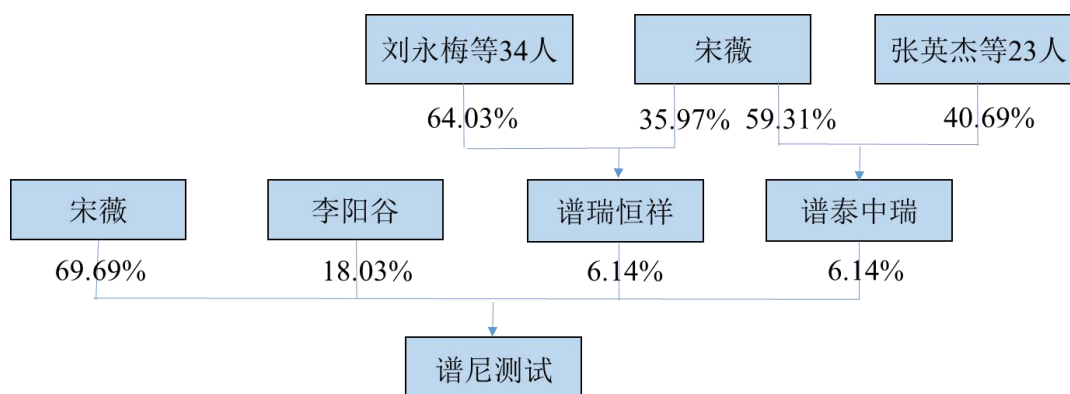 刘永梅等34人
宋薇
张英杰等23人
64.03%
35.97%
59.31%
40.69%
宋薇
李阳谷
谱瑞恒祥
谱泰中瑞
69.69%
18.03%
6.14%
6.14%
谱尼测试